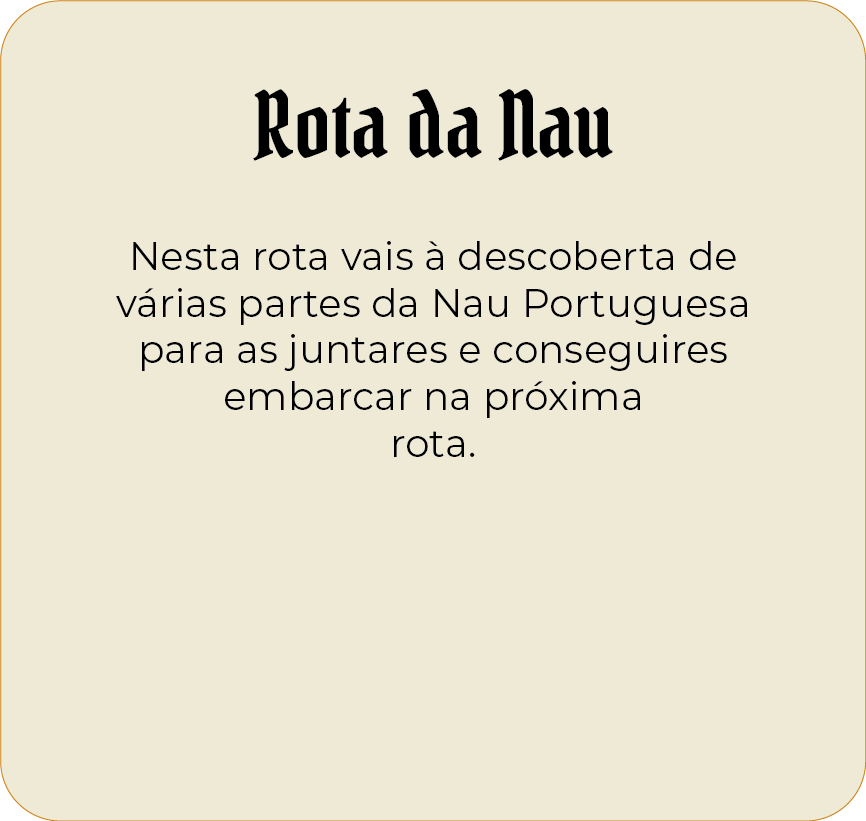 Rota da Nau
Nesta rota vais à descoberta de
várias partes da Nau Portuguesa
para as juntares e conseguires
embarcar na próxima
rota.